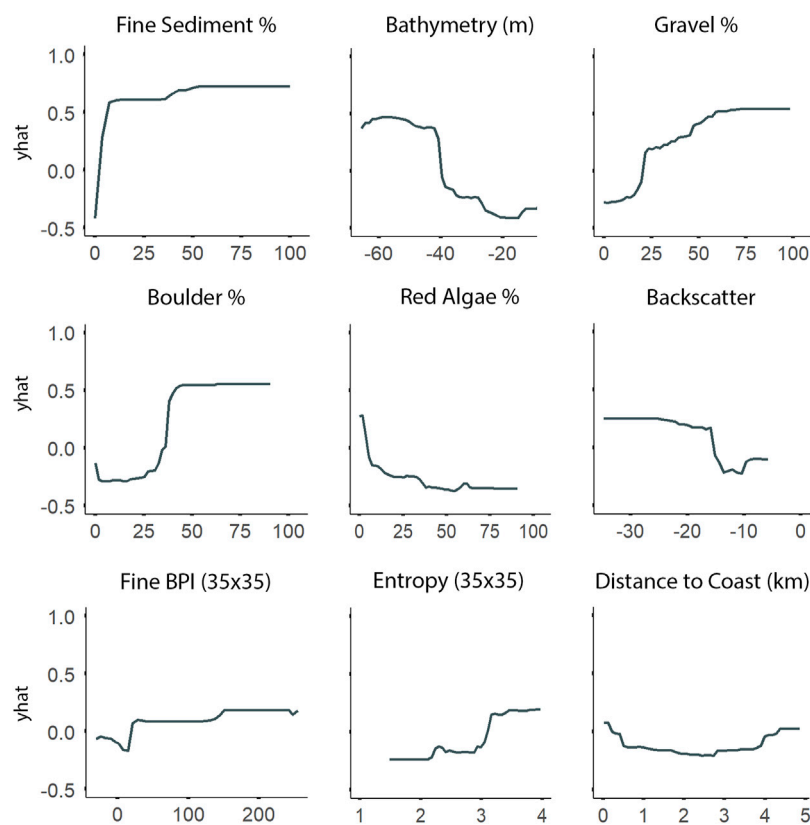 Fine Sediment % Bathymetry (m) Gravel %
1.0
0.5
0.0
-0.5
yhat
0 25 50 75 100 -60 -40 -20 0 25 50 75 100
Boulder % Red Algae % Backscatter
1.0
0.5
0.0
-0.5
yhat
0 25 50 75 100 0 25 50 75 100 -30 -20 -10 0
Fine BPI (35x35) Entropy (35x35) Distance to Coast (km)
1.0
0.5
0.0
-0.5
yhat
0 100 200 1 2 3 4 0 1 2 3 4 5